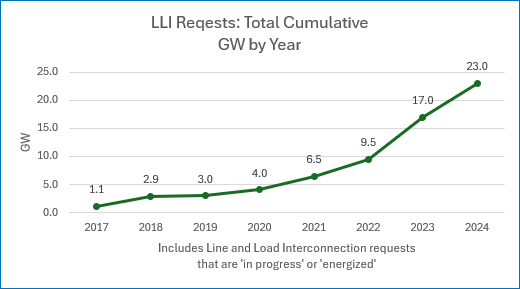 LLI Reqests: Total Cumulative
GW by Year
25.0
20.0
15.0
10.0
5.0
0.0
GW
1.1
2.9
3.0
4.0
6.5
9.5
17.0
23.0
2017 2018 2019 2020 2021 2022 2023 2024
Includes Line and Load Interconnection requests
that are 'in progress' or 'energized'